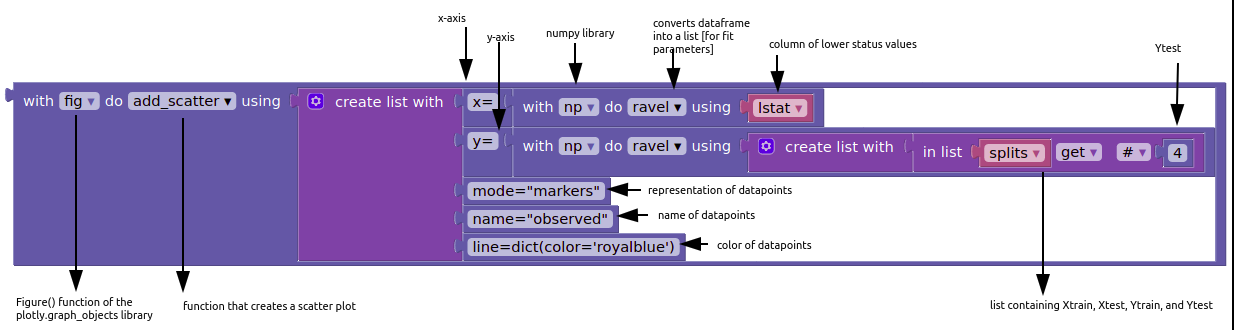 x-axis
y-axis
numpy library
converts dataframe
into a list [for fit
parameters]
column of lower status values
Ytest
with fig ▾ do add_scatter ▾ using create list with x= with np ▾ do ravel ▾ using lstat ▾
y= with np ▾ do ravel ▾ using create list with in list splits ▾ get ▾ # ▾ 4
mode="markers" representation of datapoints
name="observed" name of datapoints
line=dict(color='royalblue') color of datapoints
Figure() function of the
plotly.graph_objects library
function that creates a scatter plot
list containing Xtrain, Xtest, Ytrain, and Ytest